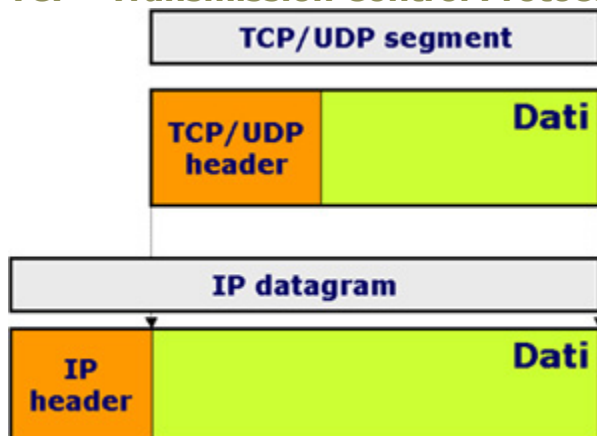 TCP/UDP segment
TCP/UDP
header
Dati
IP datagram
IP
header
Dati